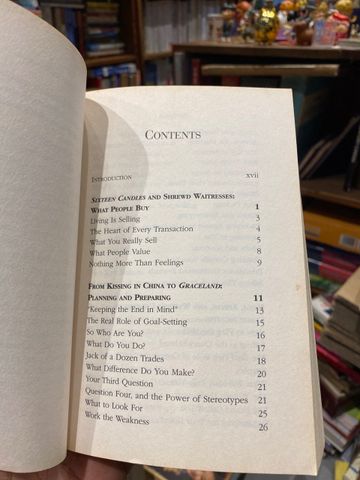 CONTENTS
INTRODUCTION xvii
SIXTEEN CANDLES AND SHREWD WAITRESSES:
WHAT PEOPLE BUY 1
Living Is Selling 3
The Heart of Every Transaction 4
What You Really Sell 5
What People Value 8
Nothing More Than Feelings 9
FROM KISSING IN CHINA TO GRACELAND:
PLANNING AND PREPARING 11
"Keeping the End in Mind" 13
The Real Role of Goal-Setting 15
So Who Are You? 16
What Do You Do? 17
Jack of a Dozen Trades 18
What Difference Do You Make? 20
Your Third Question 21
Question Four, and the Power of Stereotypes 21
What to Look For 25
Work the Weakness 26